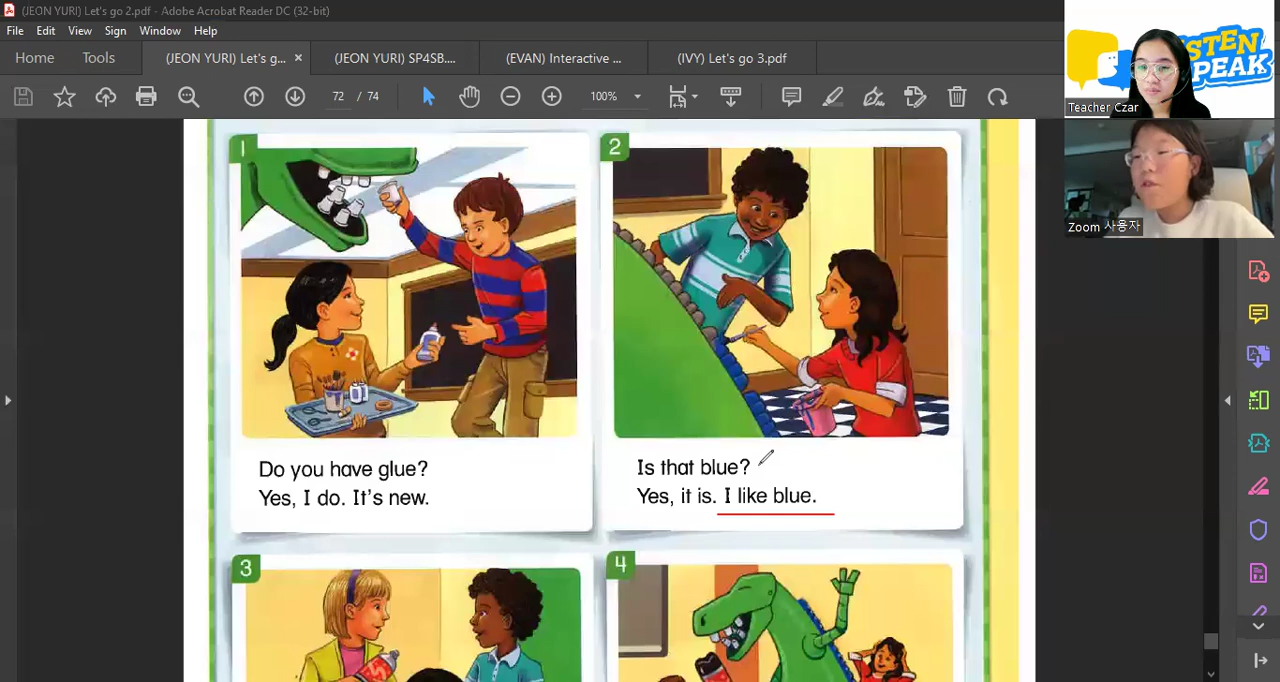 (JEON YURI) Let's go 2.pdf - Adobe Acrobat Reader DC (32-bit)
File Edit View Sign Window Help
Home Tools (JEON YURI) Let's g... × (JEON YURI) SP4SB.... (EVAN) Interactive ... (IVY) Let's go 3.pdf
72 / 74 100%
LISTEN
SPEAK
Teacher Czar
Zoom 사용자
1
2
Do you have glue?
Yes, I do. It's new.
Is that blue?
Yes, it is. I like blue.
3
4